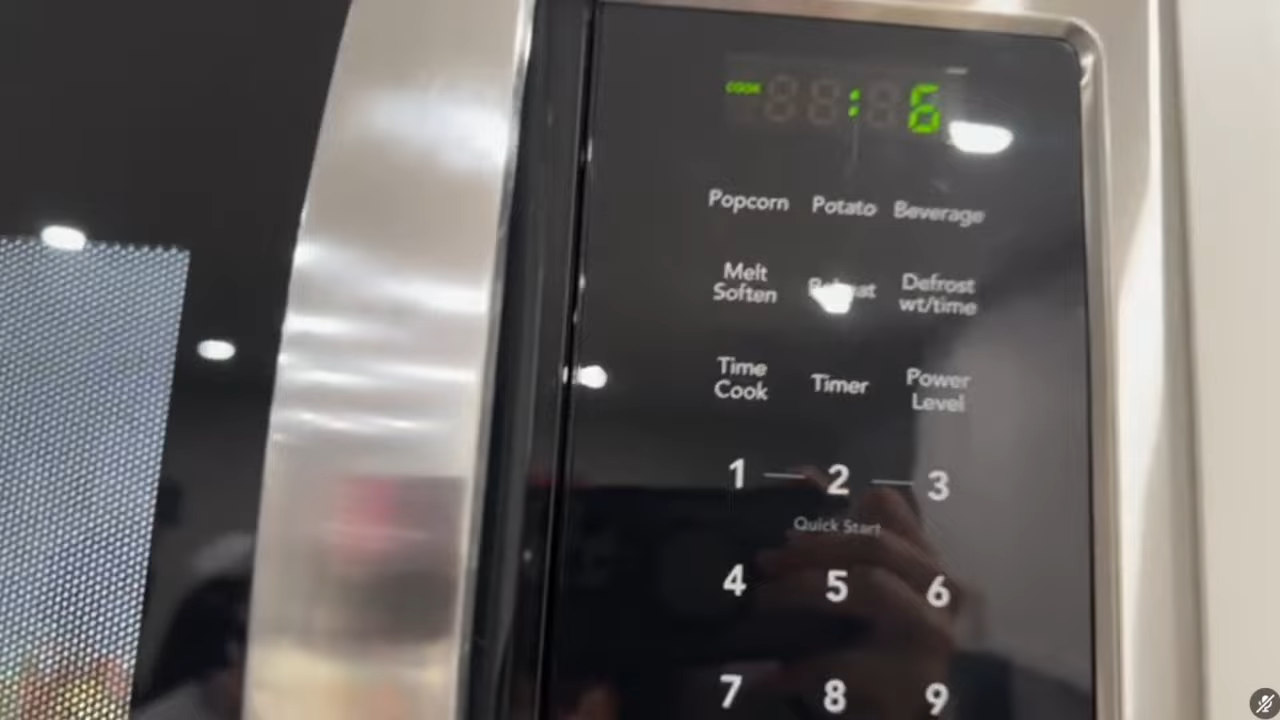 COOK : 6
Popcorn Potato Beverage
Melt Soften Reheat Defrost wt/time
Time Cook Timer Power Level
1 — 2 — 3
Quick Start
4 5 6
7 8 9